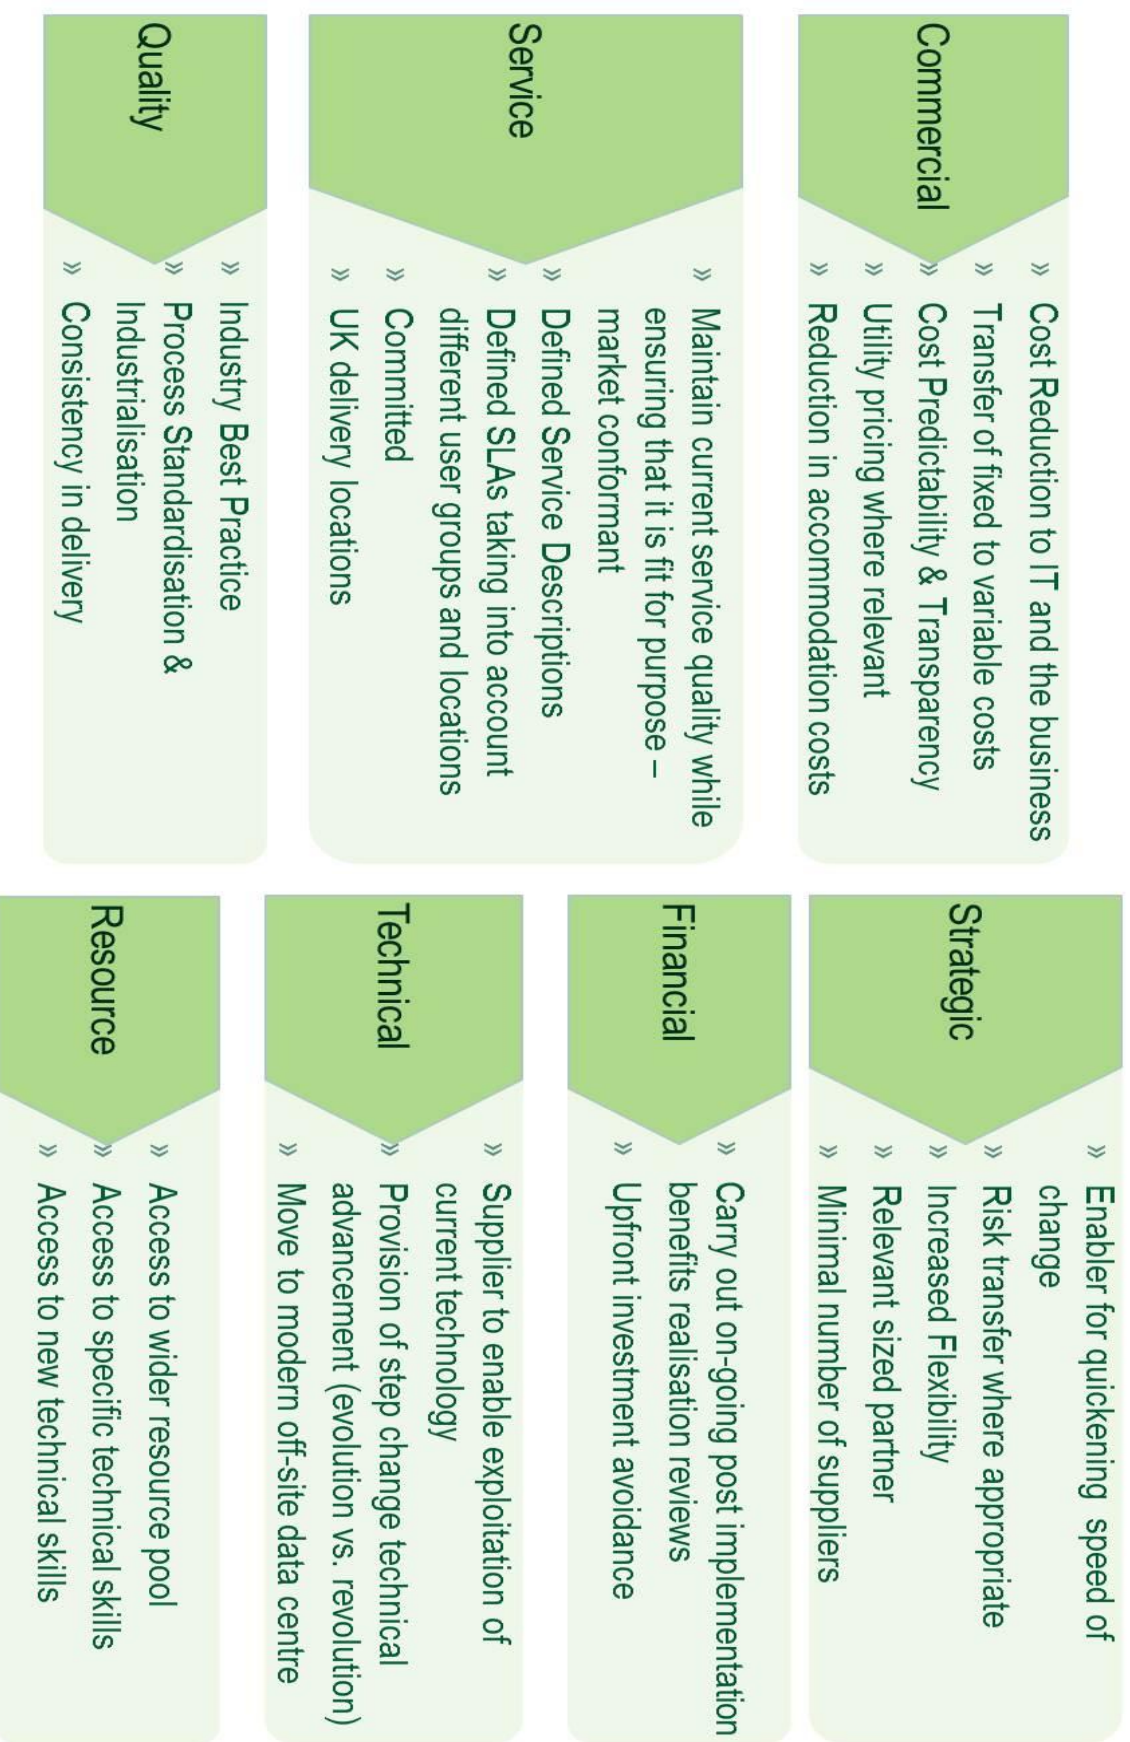 Commercial
» Cost Reduction to IT and the business
» Transfer of fixed to variable costs
» Cost Predictability & Transparency
» Utility pricing where relevant
» Reduction in accommodation costs
Service
» Maintain current service quality while
ensuring that it is fit for purpose –
market conformant
» Defined Service Descriptions
» Defined SLAs taking into account
different user groups and locations
» Committed
» UK delivery locations
Quality
» Industry Best Practice
» Process Standardisation &
Industrialisation
» Consistency in delivery
Strategic
» Enabler for quickening speed of
change
» Risk transfer where appropriate
» Increased Flexibility
» Relevant sized partner
» Minimal number of suppliers
Financial
» Carry out on-going post implementation
benefits realisation reviews
» Upfront investment avoidance
Technical
» Supplier to enable exploitation of
current technology
» Provision of step change technical
advancement (evolution vs. revolution)
» Move to modern off-site data centre
Resource
» Access to wider resource pool
» Access to specific technical skills
» Access to new technical skills